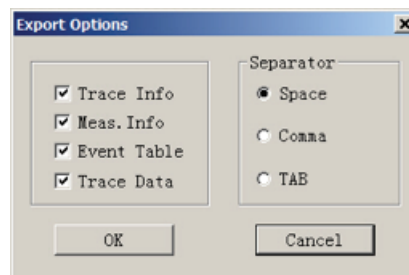 Export Options
Trace Info
Meas.Info
Event Table
Trace Data
Separator
Space
Comma
TAB
OK
Cancel